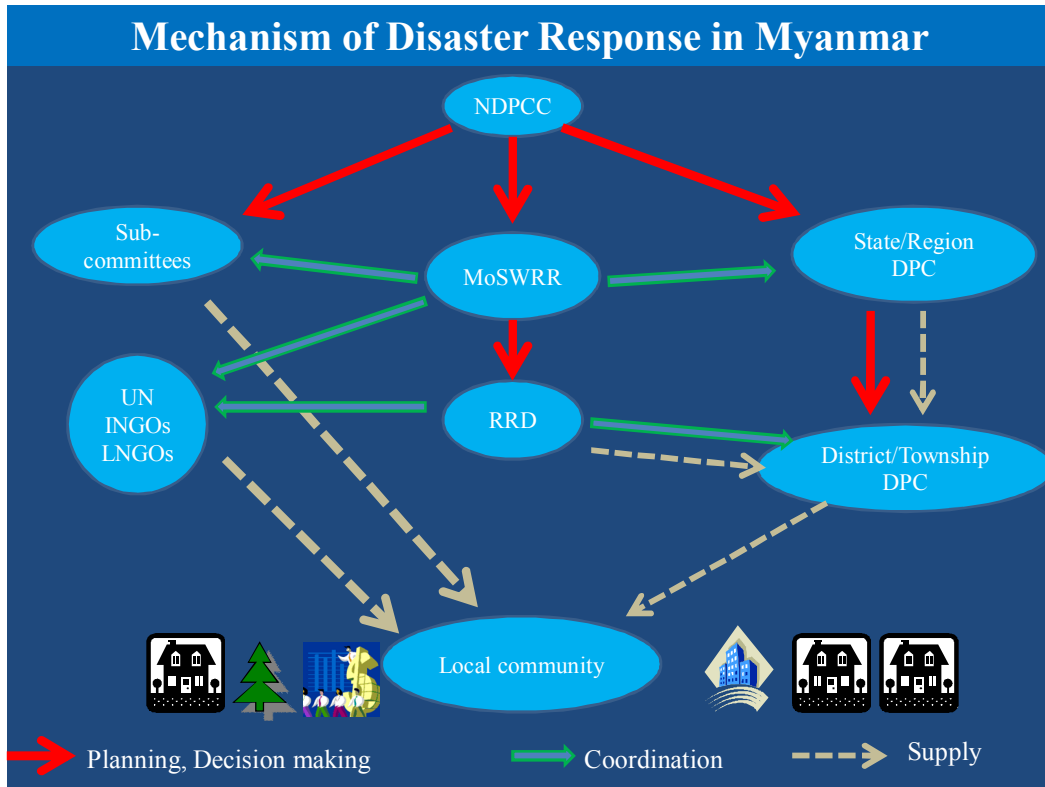 Mechanism of Disaster Response in Myanmar
NDPCC
Sub-
committees
MoSWRR
State/Region
DPC
UN
INGOs
LNGOs
RRD
District/Township
DPC
Local community
Planning, Decision making
Coordination
Supply